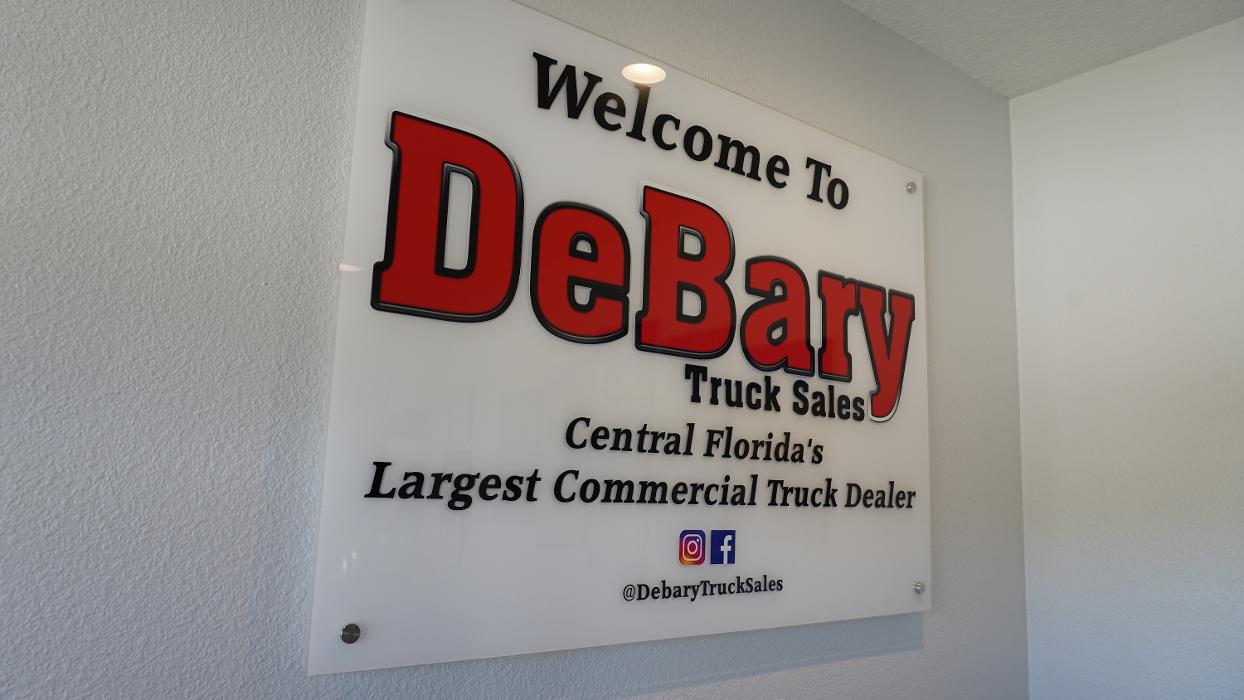 Welcome To
DeBary
Truck Sales
Central Florida's
Largest Commercial Truck Dealer
@DebaryTruckSales